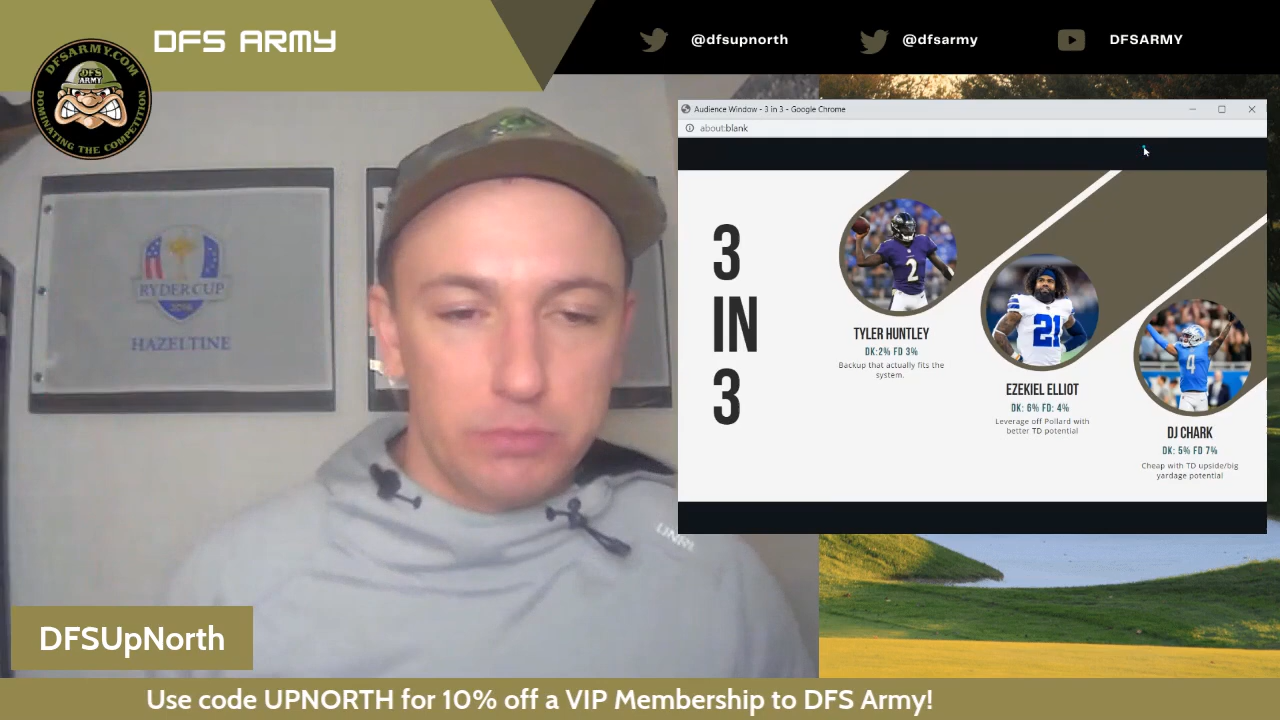 DFS ARMY
@dfsupnorth
@dfsarmy
DFSARMY
DFSARMY.COM
DFS
ARMY
DOMINATING THE COMPETITION
Audience Window - 3 in 3 - Google Chrome
about:blank
RYDER CUP
HAZELTINE
3
IN
3
2
TYLER HUNTLEY
DK:2% FD 3%
Backup that actually fits the
system.
21
EZEKIEL ELLIOT
DK: 6% FD: 4%
Leverage off Pollard with
better TD potential
4
DJ CHARK
DK: 5% FD 7%
Cheap with TD upside/big
yardage potential
UNRL
DFSUpNorth
Use code UPNORTH for 10% off a VIP Membership to DFS Army!